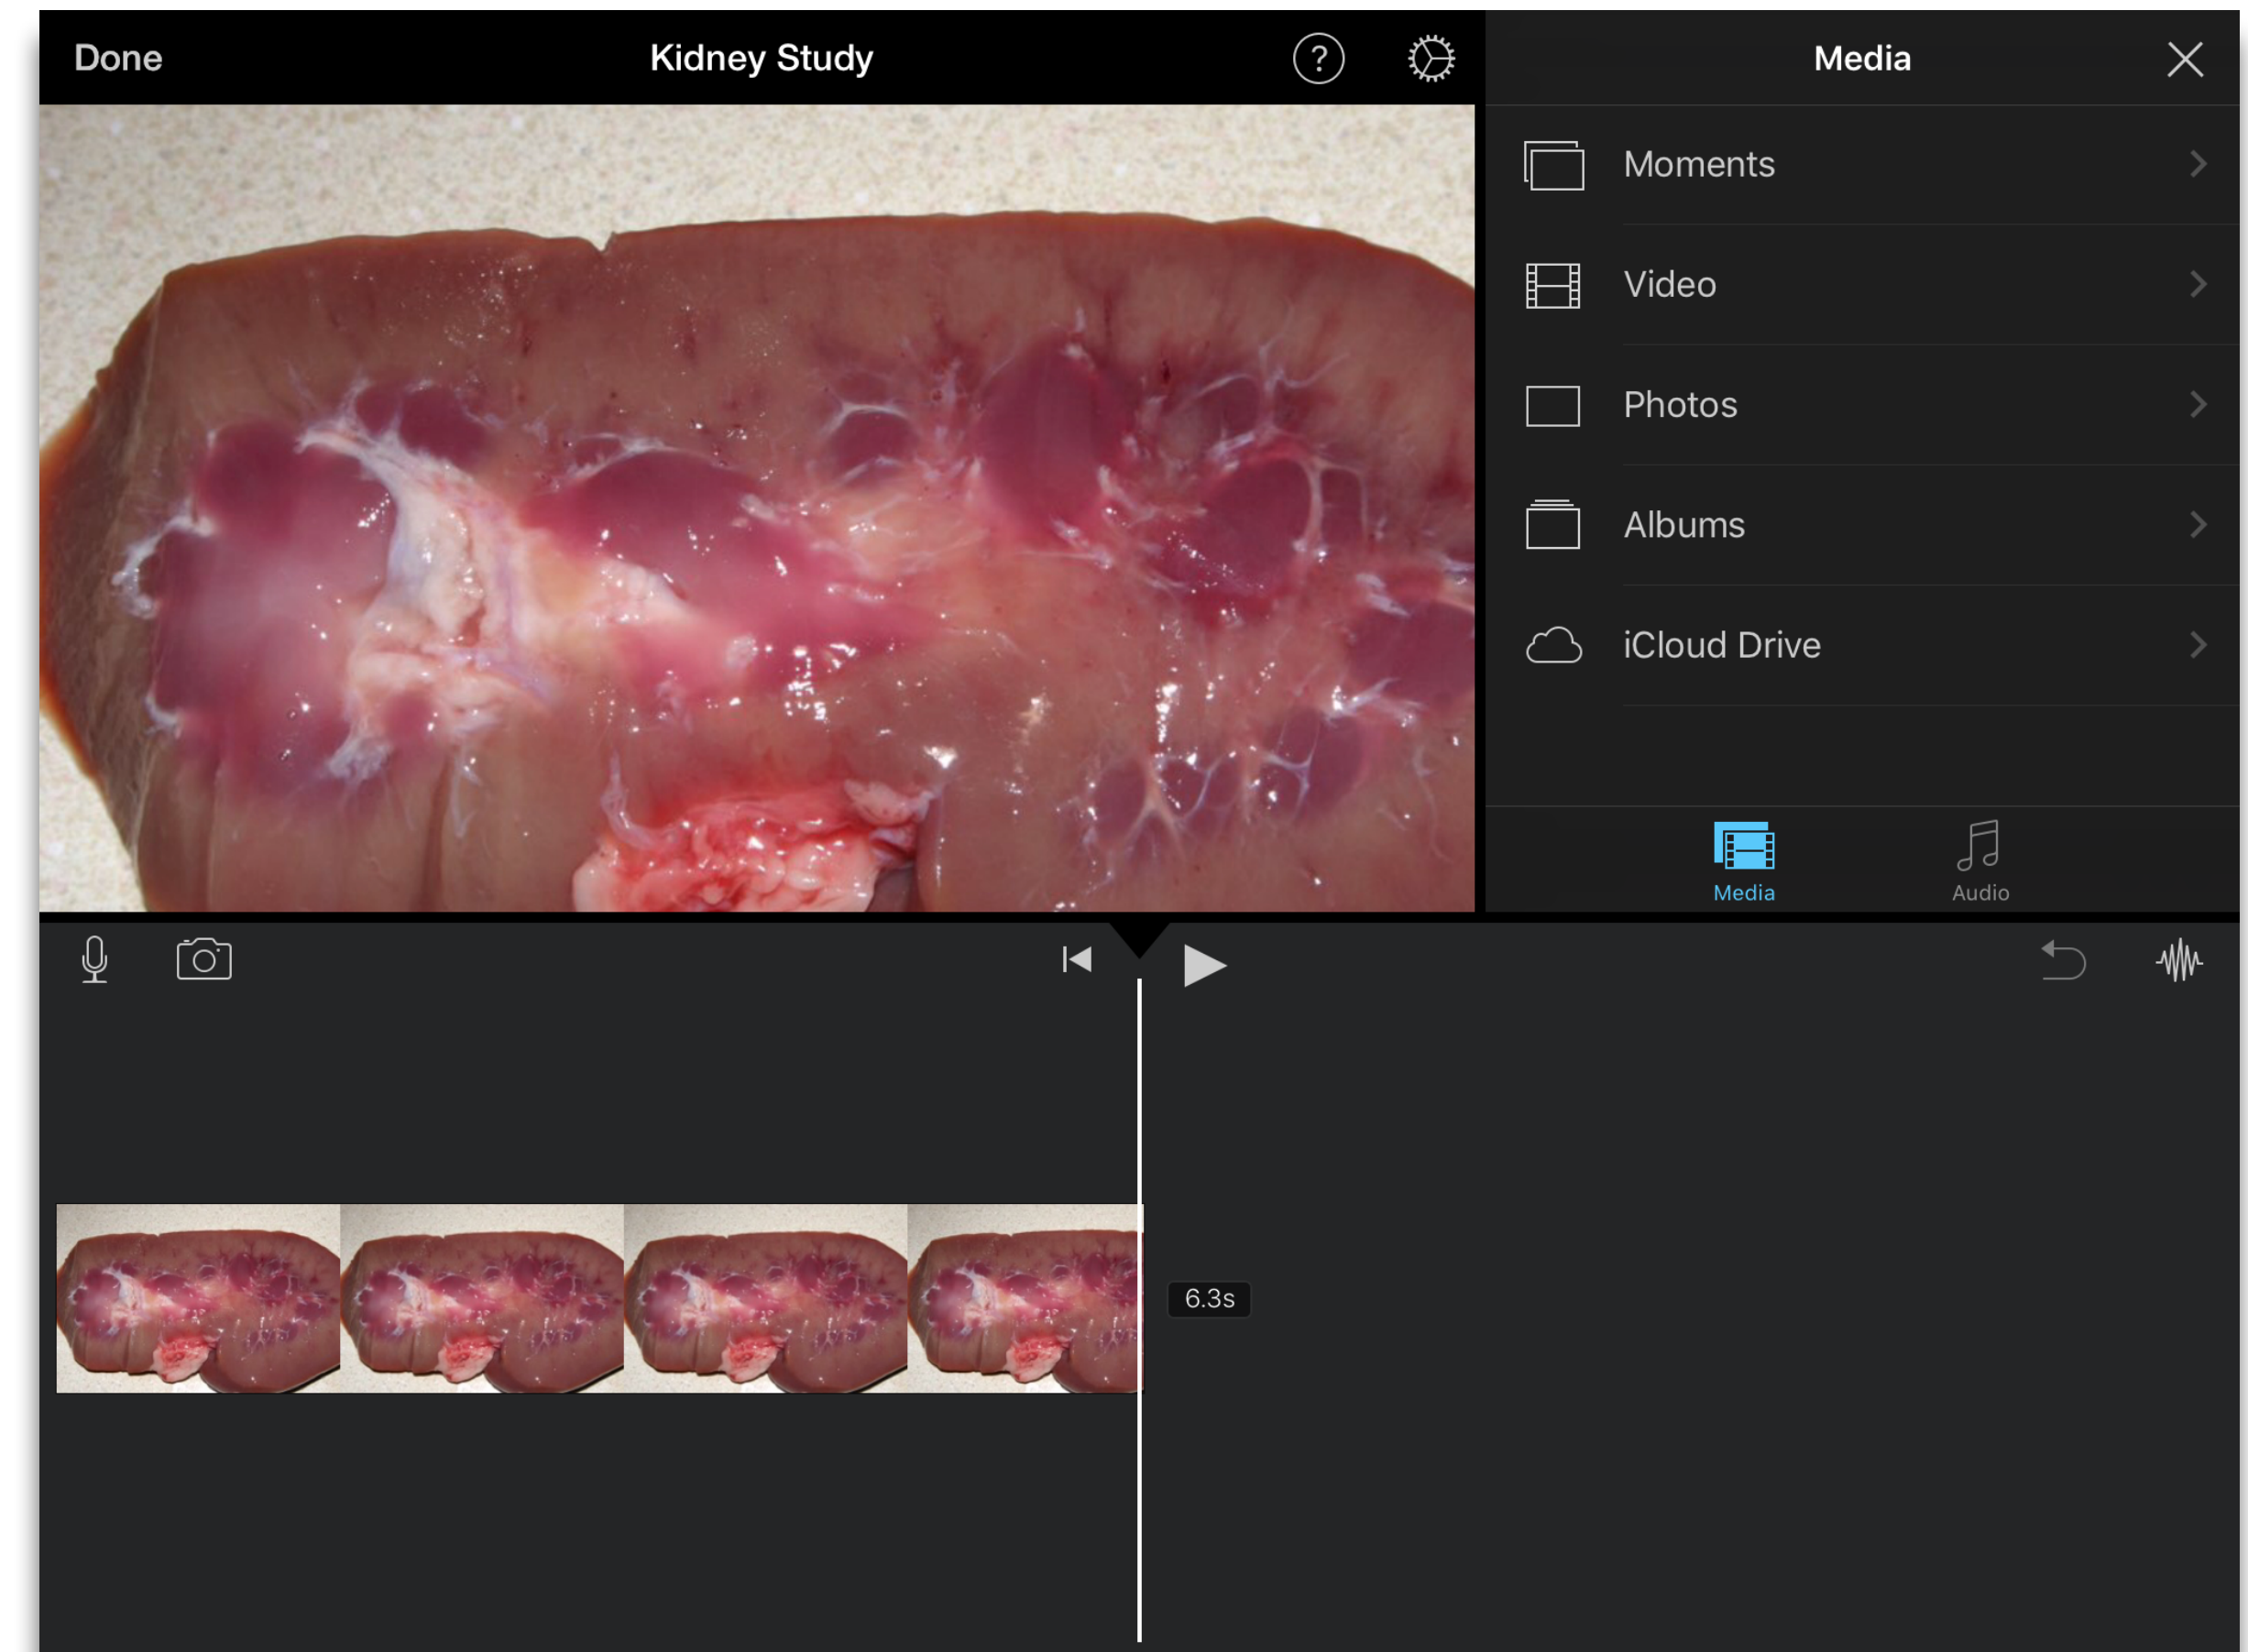 Done
Kidney Study
?
Media
Moments
Video
Photos
Albums
iCloud Drive
Media
Audio
6.3s